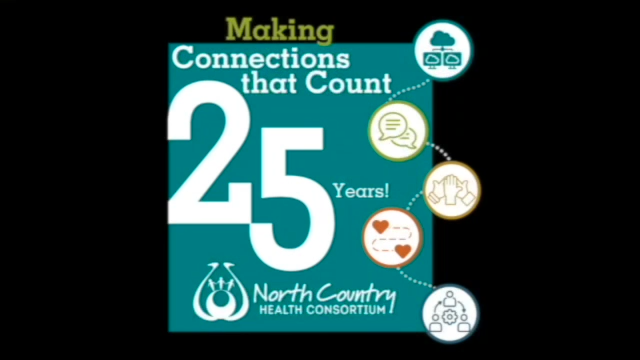 Making
Connections
that Count
25
Years!
North Country
HEALTH CONSORTIUM